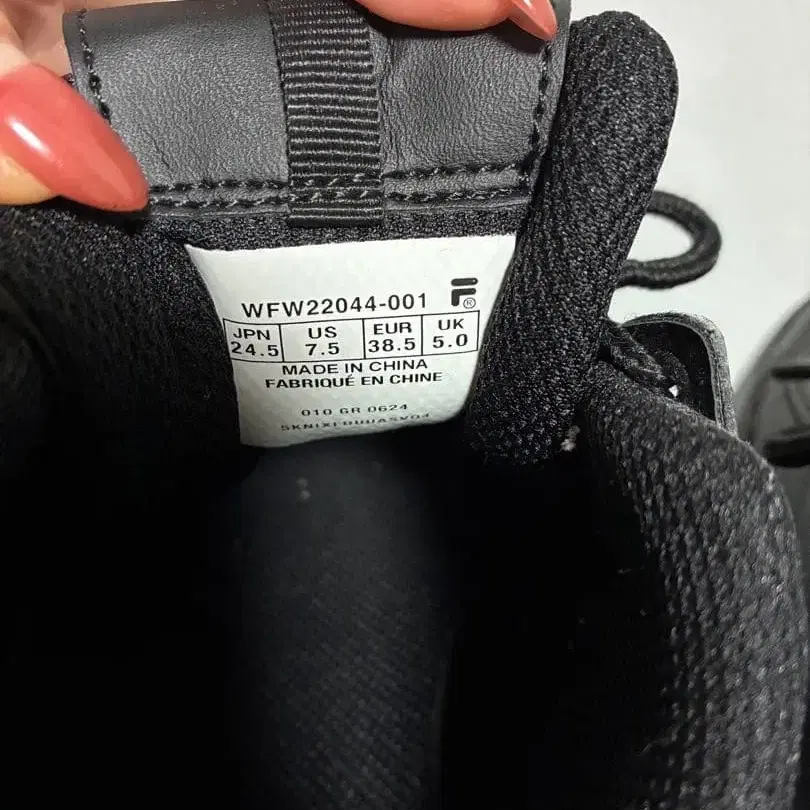 WFW22044-001 F®
JPN US EUR UK
24.5 7.5 38.5 5.0
MADE IN CHINA
FABRIQUÉ EN CHINE
010 GR 0624